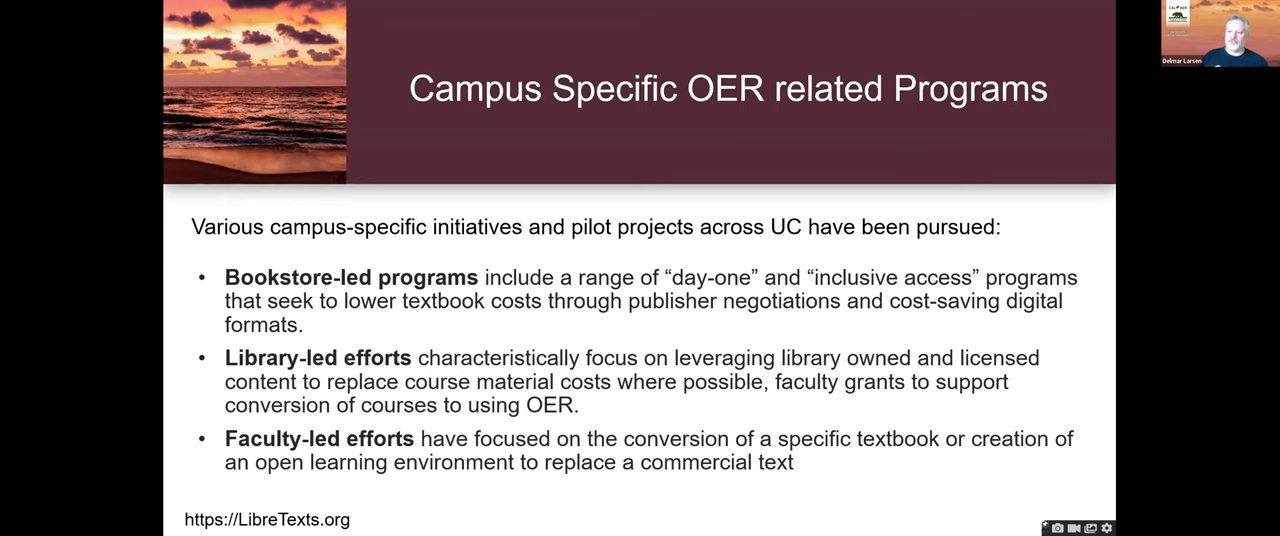 Campus Specific OER related Programs
CAL OER
Delmar Larsen
Various campus-specific initiatives and pilot projects across UC have been pursued:
• Bookstore-led programs include a range of “day-one” and “inclusive access” programs
that seek to lower textbook costs through publisher negotiations and cost-saving digital
formats.
• Library-led efforts characteristically focus on leveraging library owned and licensed
content to replace course material costs where possible, faculty grants to support
conversion of courses to using OER.
• Faculty-led efforts have focused on the conversion of a specific textbook or creation of
an open learning environment to replace a commercial text
https://LibreTexts.org